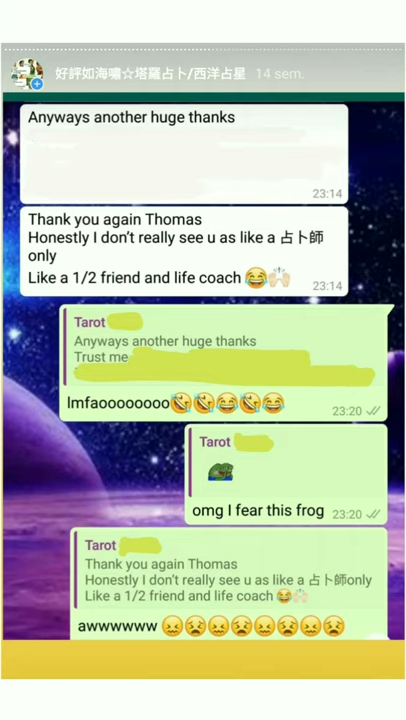 好評如海嘯☆塔羅占卜/西洋占星 14 sem.
Anyways another huge thanks
23:14
Thank you again Thomas
Honestly I don't really see u as like a 占卜師
only
Like a 1/2 friend and life coach 😂🙌🏻
23:14
Tarot
Anyways another huge thanks
Trust me
lmfaoooooooo🤣🤣😂🤣😂
23:20
Tarot
omg I fear this frog 23:20
Tarot
Thank you again Thomas
Honestly I don't really see u as like a 占卜師only
Like a 1/2 friend and life coach 😂🙌🏻
awwwwww 😖😣😖😣😖😣😖😣